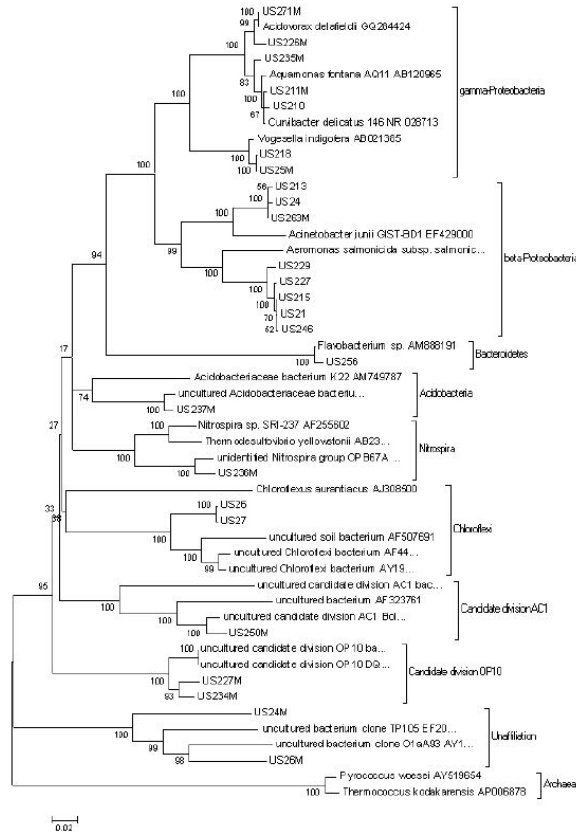 100
US271M
99
Acidovorax delafieldii GQ284424
100
US226M
US235M
83
Aquamonas fontana AQ11 AB120965
US211M
100
US210
67
Curvibacter delicatus 146 NR 028713
gamma-Proteobacteria
100
Vogesella indigofera AB021385
US218
100
100
US25M
100
56
US213
US24
100
US263M
100
Acinetobacter junii GIST-BD1 EF429000
99
Aeromonas salmonicida subsp. salmonic...
100
US229
US227
100
US215
70
US21
62
US246
beta-Proteobacteria
94
Flavobacterium sp. AM888191
100
US256
Bacteroidetes
17
Acidobacteriaceae bacterium K22 AM749787
74
uncultured Acidobacteriaceae bacteriu...
100
US237M
Acidobacteria
27
Nitrospira sp. SRI-237 AF255602
100
Thermodesulfovibrio yellowstonii AB23...
100
unidentified Nitrospira group OPB67A ...
100
US236M
Nitrospira
Chloroflexus aurantiacus AJ308500
33
100
US26
US27
100
uncultured soil bacterium AF507691
100
uncultured Chloroflexi bacterium AF44...
99
uncultured Chloroflexi bacterium AY19...
Chloroflexi
95
uncultured candidate division AC1 bac...
100
uncultured bacterium AF323761
100
uncultured candidate division AC1 Bol...
100
US250M
Candidate division AC1
uncultured candidate division OP10 ba...
100
uncultured candidate division OP10 DQ...
100
US227M
93
US234M
Candidate division OP10
US24M
100
uncultured bacterium clone TP105 EF20...
99
uncultured bacterium clone O1aA93 AY1...
98
US26M
Unaffiliation
Pyrococcus woesei AY519654
100
Thermococcus kodakarensis AP006878
Archaea
0.02